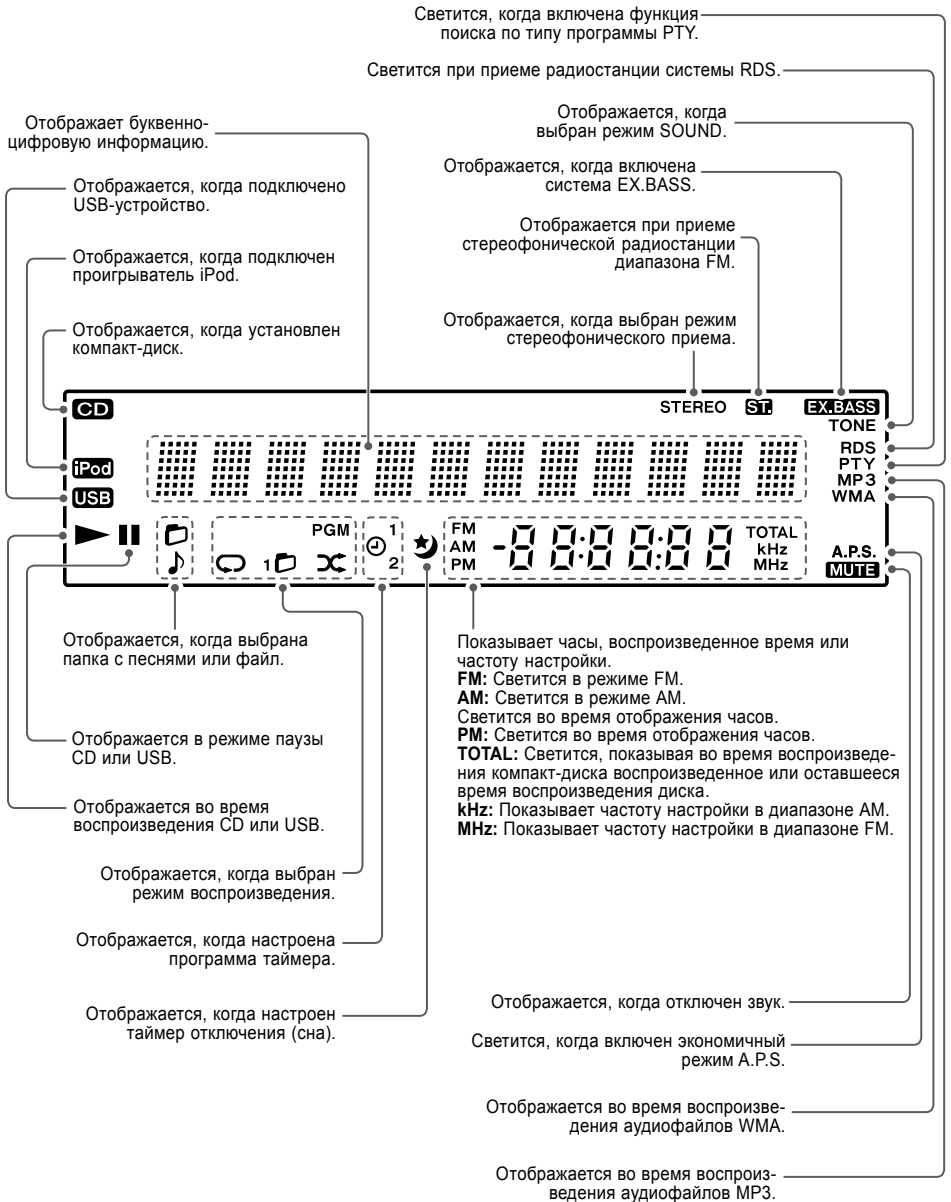 Светится, когда включена функция
поиска по типу программы PTY.
Светится при приеме радиостанции системы RDS.
Отображается, когда
выбран режим SOUND.
Отображает буквенно-
цифровую информацию.
Отображается, когда включена
система EX.BASS.
Отображается, когда подключено
USB-устройство.
Отображается при приеме
стереофонической радиостанции
диапазона FM.
Отображается, когда подключен
проигрыватель iPod.
Отображается, когда выбран режим
стереофонического приема.
Отображается, когда установлен
компакт-диск.
CD
STEREO ST. EX.BASS
TONE
RDS
iPod
PTY
MP3
USB
WMA
PGM
1
2
1
FM
AM
PM
-8 8:8 8:8 8
TOTAL
kHz
MHz
A.P.S.
MUTE
Отображается, когда выбрана
папка с песнями или файл.
Показывает часы, воспроизведенное время или
частоту настройки.
FM: Светится в режиме FM.
AM: Светится в режиме AM.
Светится во время отображения часов.
PM: Светится во время отображения часов.
TOTAL: Светится, показывая во время воспроизведе-
ния компакт-диска воспроизведенное или оставшееся
время воспроизведения диска.
kHz: Показывает частоту настройки в диапазоне AM.
MHz: Показывает частоту настройки в диапазоне FM.
Отображается в режиме паузы
CD или USB.
Отображается во время
воспроизведения CD или USB.
Отображается, когда выбран
режим воспроизведения.
Отображается, когда настроена
программа таймера.
Отображается, когда настроен
таймер отключения (сна).
Отображается, когда отключен звук.
Светится, когда включен экономичный
режим A.P.S.
Отображается во время воспроизве-
дения аудиофайлов WMA.
Отображается во время воспроиз-
ведения аудиофайлов MP3.